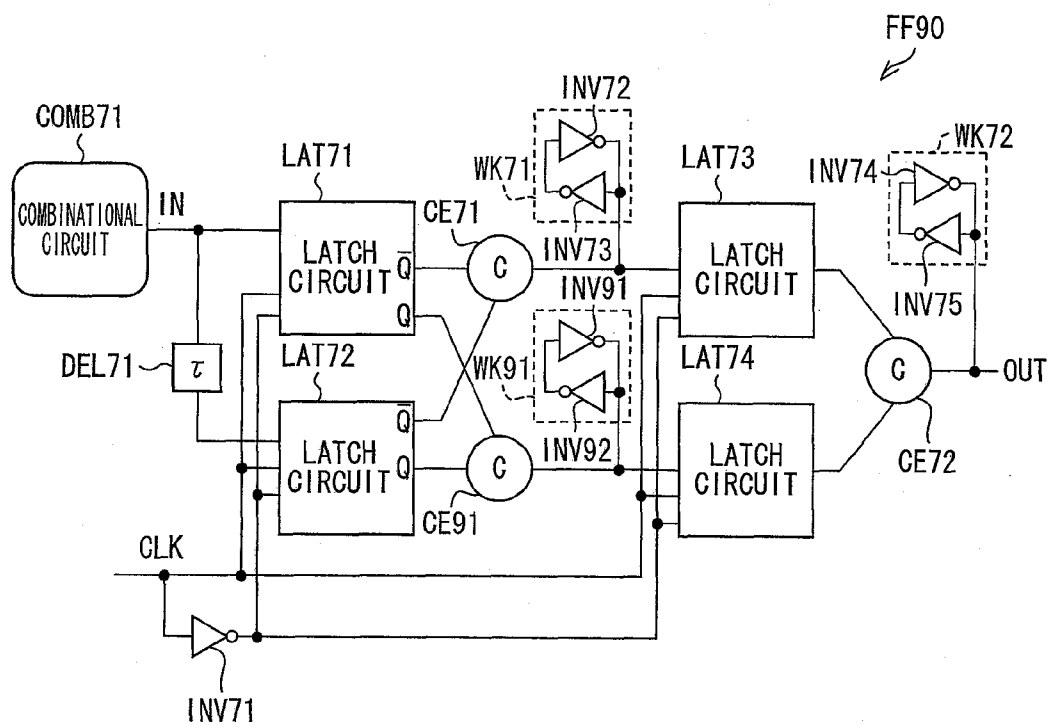 FF90
COMB71
COMBINATIONAL
CIRCUIT
IN
LAT71
LATCH
CIRCUIT
Q̅
Q
CE71
C
WK71
INV72
INV73
LAT73
LATCH
CIRCUIT
WK72
INV74
INV75
DEL71
τ
LAT72
LATCH
CIRCUIT
Q̅
Q
CE91
C
WK91
INV91
INV92
LAT74
LATCH
CIRCUIT
C
CE72
OUT
CLK
INV71